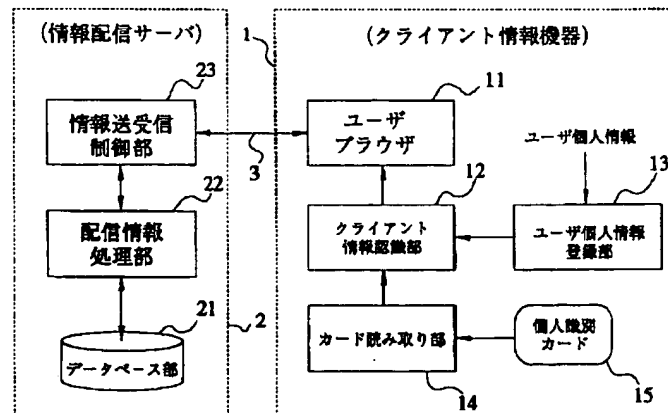 (情報配信サーバ)
1
(クライアント情報機器)
23
11
情報送受信
制御部
ユーザ
ブラウザ
3
ユーザ個人情報
22
12
13
配信情報
処理部
クライアント
情報認識部
ユーザ個人情報
登録部
21
2
データベース部
カード読み取り部
個人識別
カード
14
15